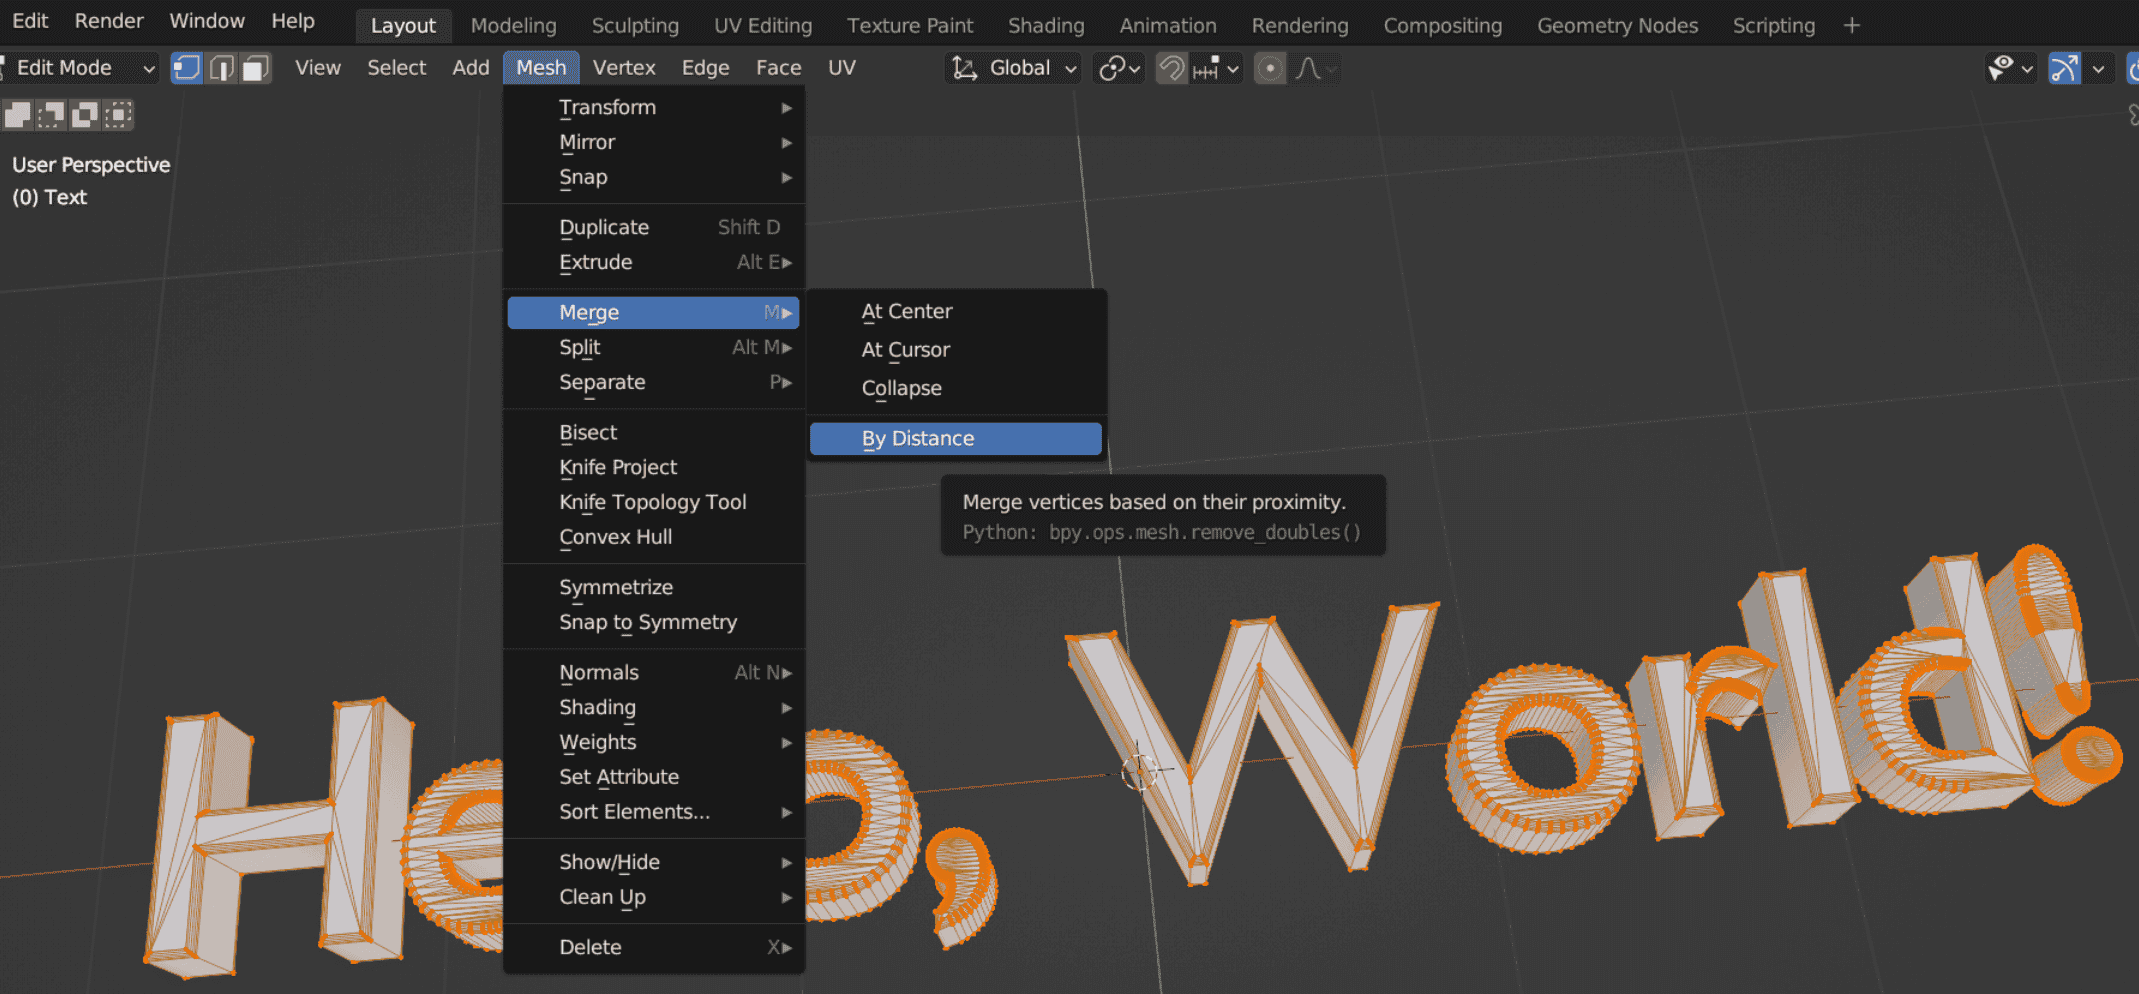 Edit Render Window Help Layout Modeling Sculpting UV Editing Texture Paint Shading Animation Rendering Compositing Geometry Nodes Scripting +
Edit Mode View Select Add Mesh Vertex Edge Face UV Global
User Perspective
(0) Text
Transform
Mirror
Snap
Duplicate Shift D
Extrude Alt E
Merge M
Split Alt M
Separate P
Bisect
Knife Project
Knife Topology Tool
Convex Hull
Symmetrize
Snap to Symmetry
Normals Alt N
Shading
Weights
Set Attribute
Sort Elements...
Show/Hide
Clean Up
Delete X
At Center
At Cursor
Collapse
By Distance
Merge vertices based on their proximity.
Python: bpy.ops.mesh.remove_doubles()
He o, World!